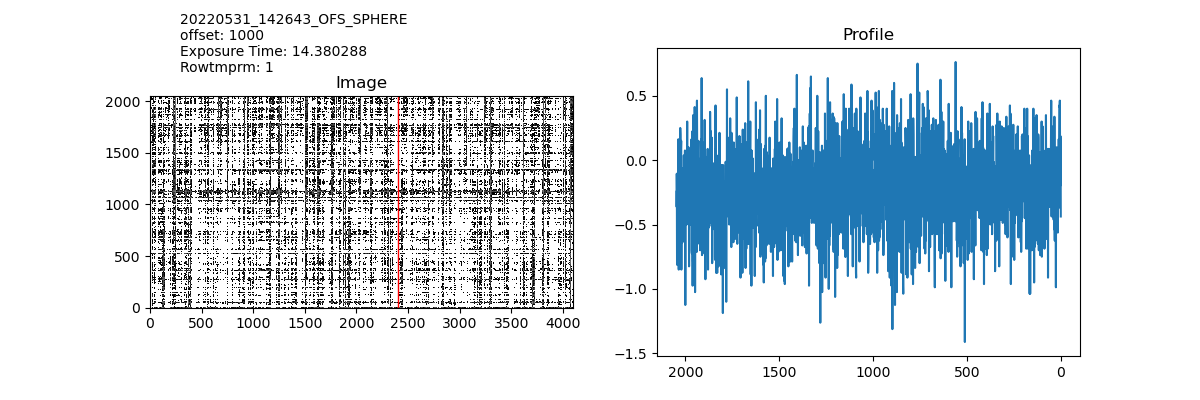 20220531_142643_OFS_SPHERE
offset: 1000
Exposure Time: 14.380288
Rowtmprm: 1
Image
2000
1500
1000
500
0
0 500 1000 1500 2000 2500 3000 3500 4000
Profile
0.5
0.0
−0.5
−1.0
−1.5
2000 1500 1000 500 0